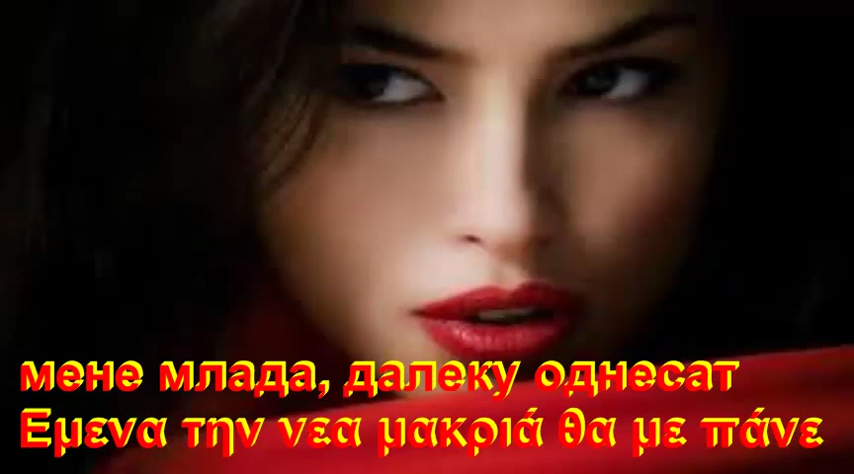 мене млада, далеку однесат
Εμενα την νεα μακριά θα με πάνε